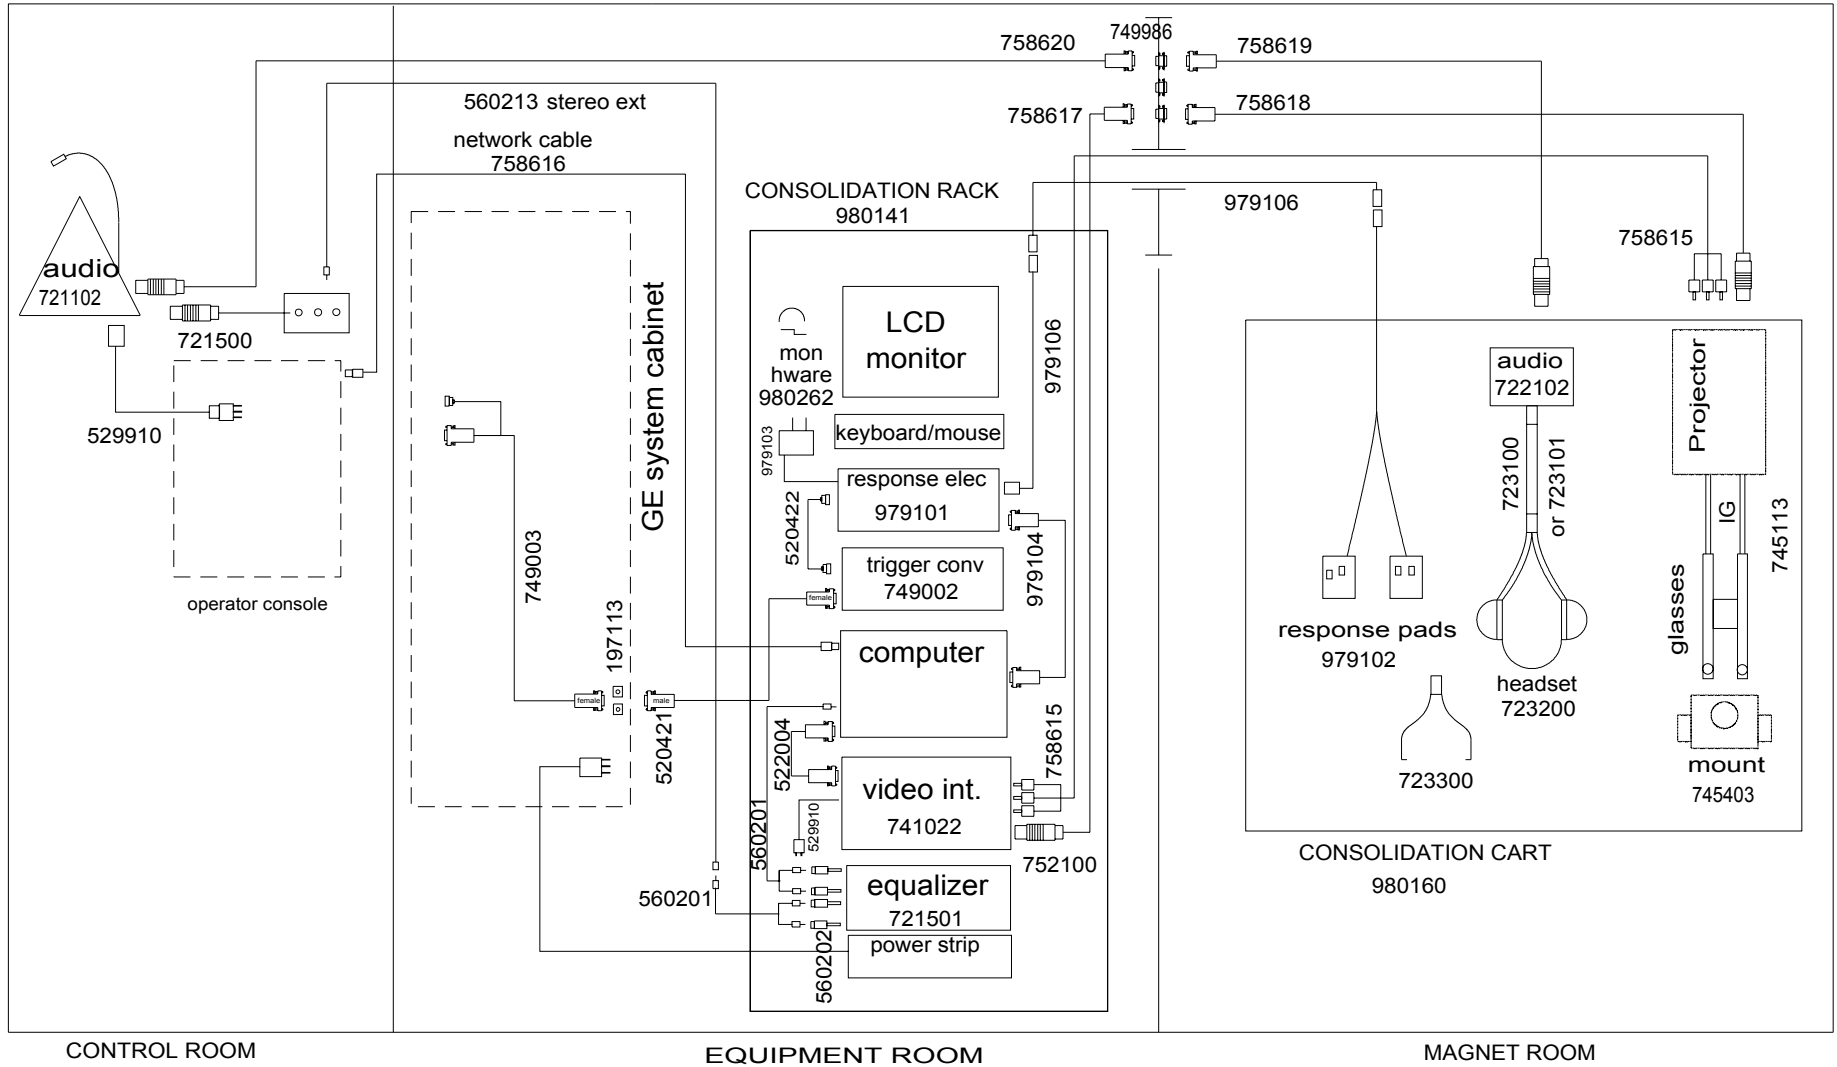 749986
758620
758619
560213 stereo ext
758617
758618
network cable
758616
CONSOLIDATION RACK
980141
979106
758615
audio
721102
721500
529910
operator console
GE system cabinet
749003
197113
female
male
520421
LCD
monitor
mon
hware
980262
979106
keyboard/mouse
979103
response elec
979101
520422
979104
trigger conv
749002
female
computer
522004
758615
video int.
741022
529910
560201
752100
equalizer
721501
560201
560202
power strip
audio
722102
723100
or 723101
Projector
IG
745113
glasses
response pads
979102
headset
723200
723300
mount
745403
CONSOLIDATION CART
980160
CONTROL ROOM
EQUIPMENT ROOM
MAGNET ROOM